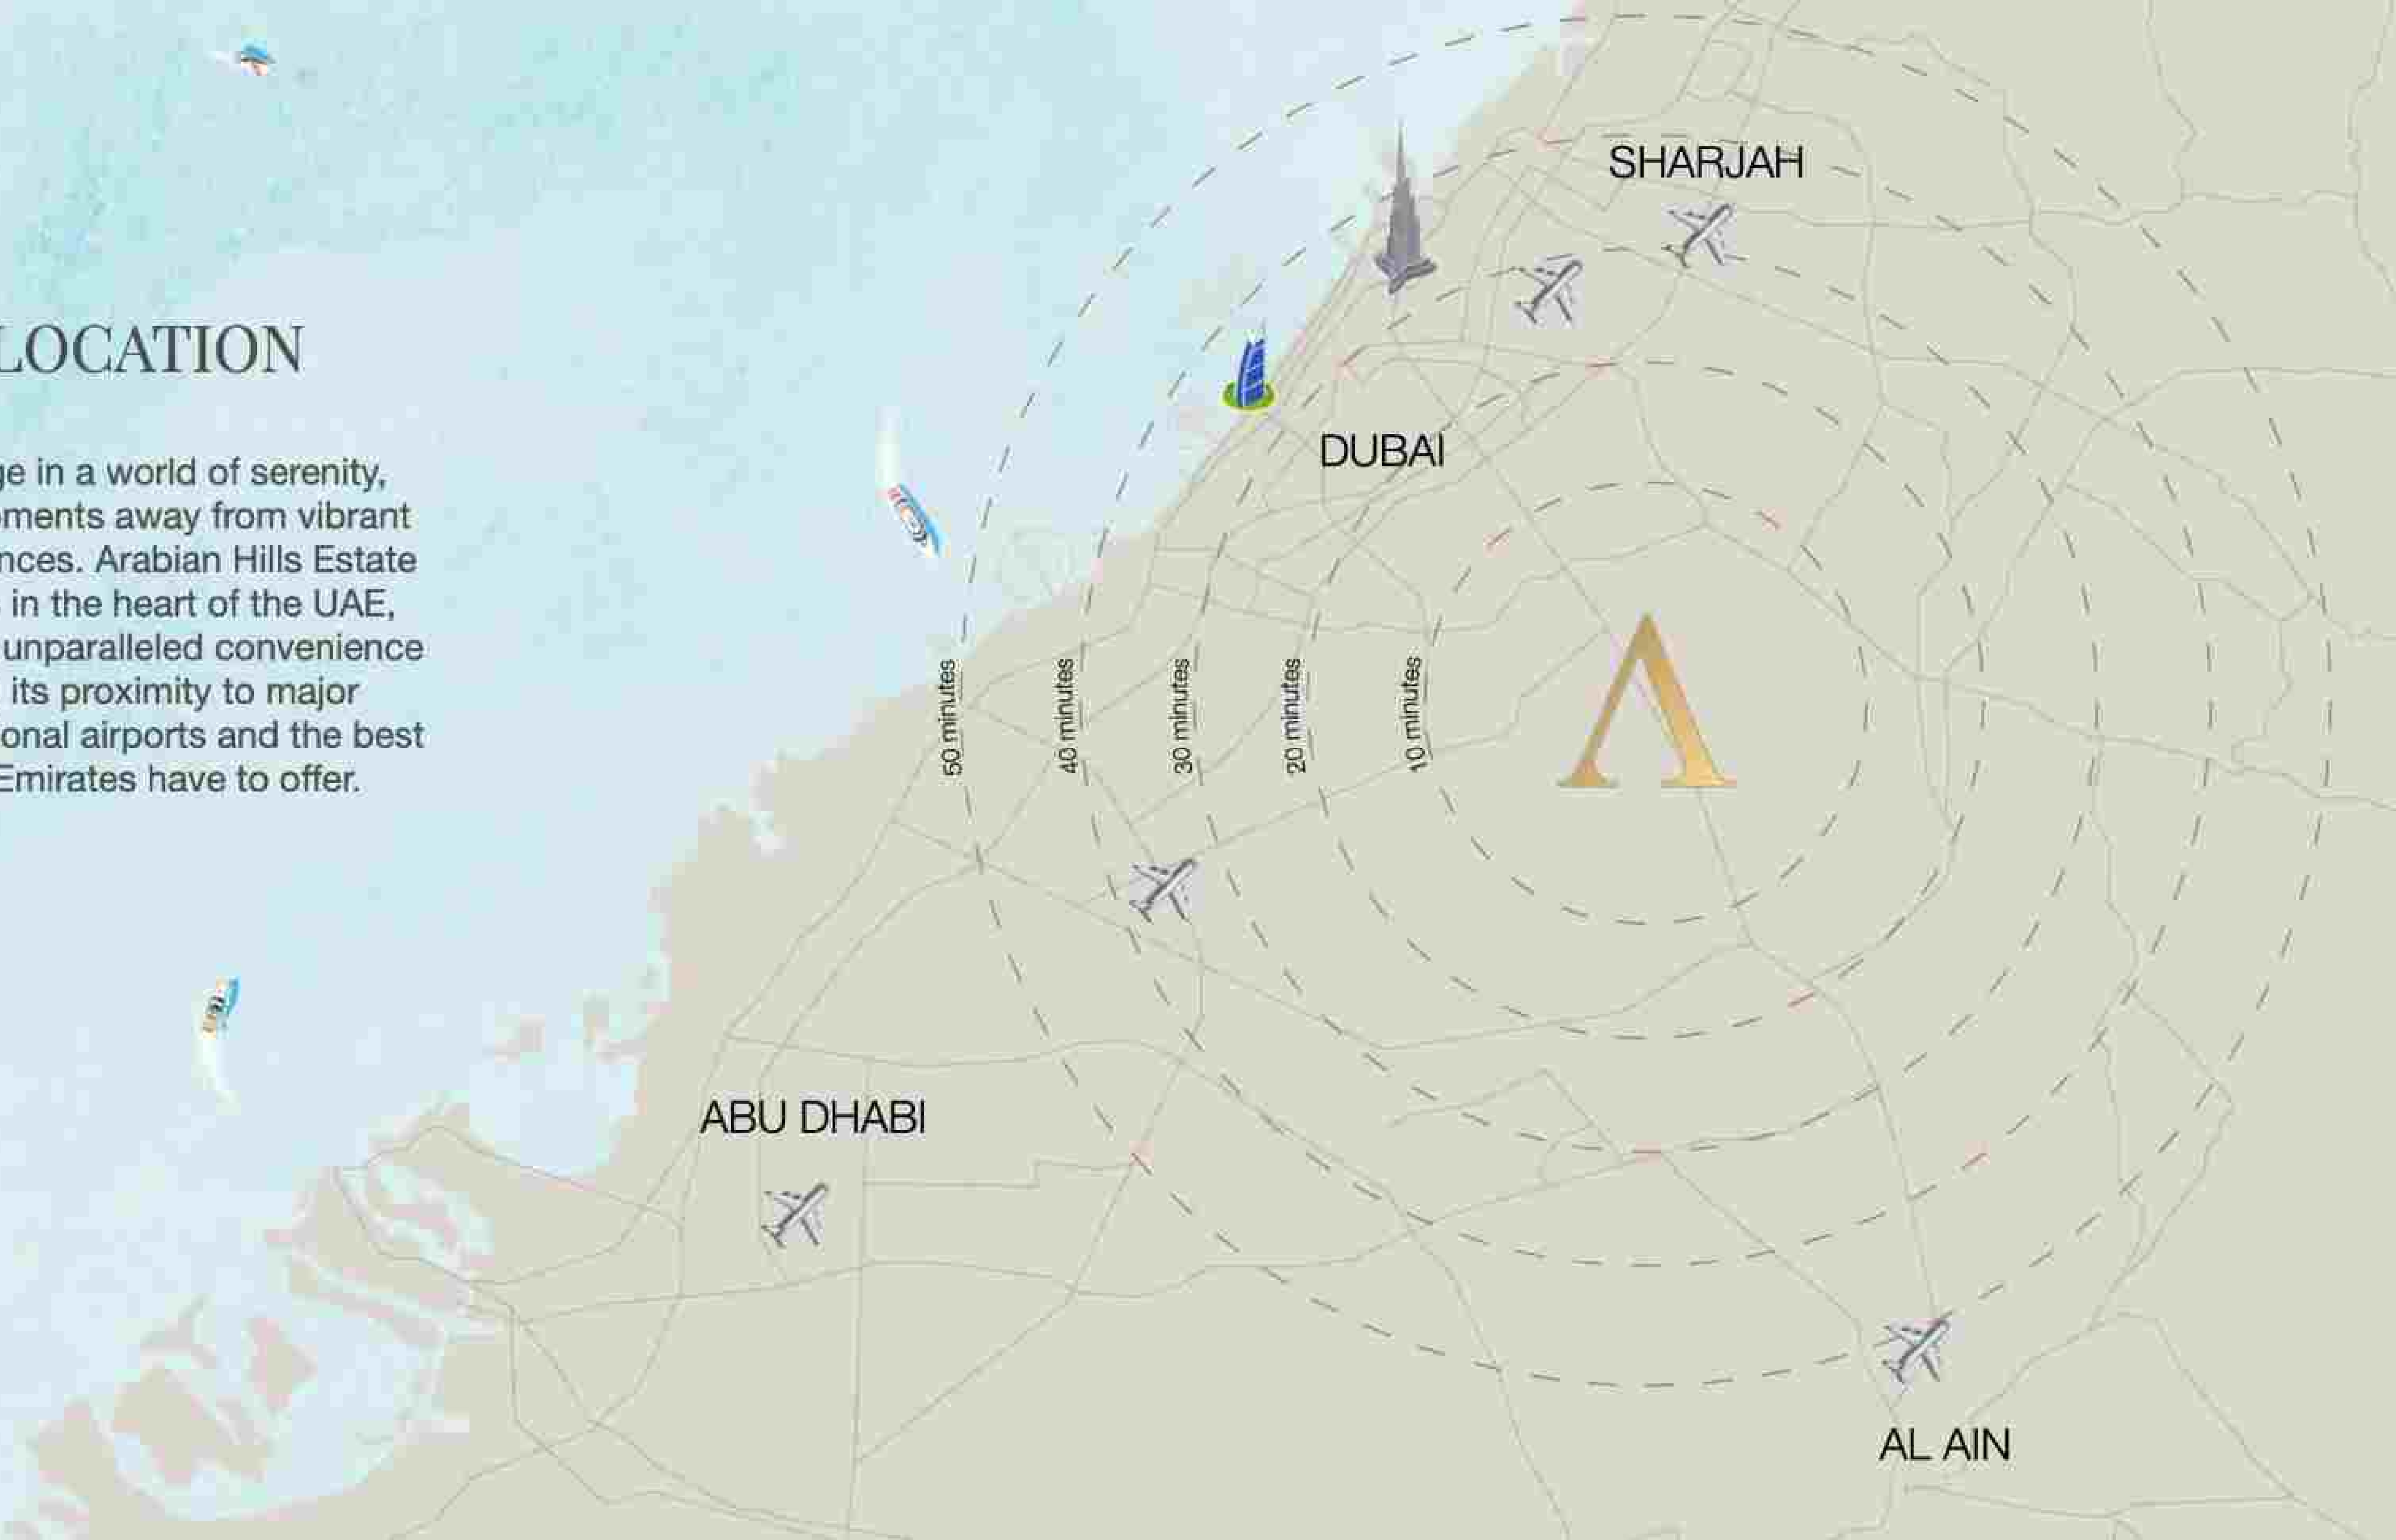 LOCATION
ge in a world of serenity,
ments away from vibrant
nces. Arabian Hills Estate
in the heart of the UAE,
unparalleled convenience
its proximity to major
onal airports and the best
Emirates have to offer.
SHARJAH
DUBAI
50 minutes
40 minutes
30 minutes
20 minutes
10 minutes
ABU DHABI
AL AIN